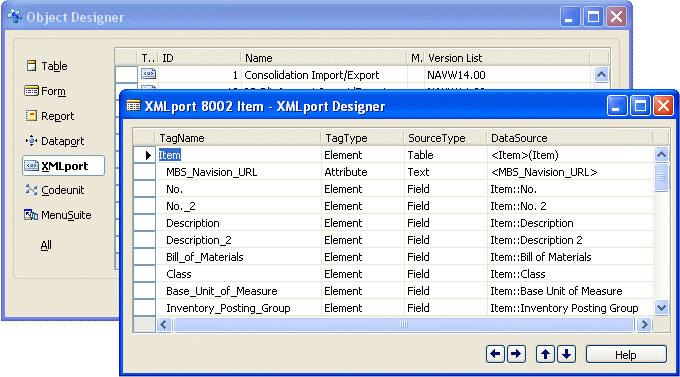 Object Designer
T.. ID Name M. Version List
Table
1 Consolidation Import/Export NAVW14.00
Form
Report
Dataport
XMLport
Codeunit
MenuSuite
All
XMLport 8002 Item - XMLport Designer
TagName TagType SourceType DataSource
Item Element Table <Item>(Item)
MBS_Navision_URL Attribute Text <MBS_Navision_URL>
No. Element Field Item::No.
No._2 Element Field Item::No. 2
Description Element Field Item::Description
Description_2 Element Field Item::Description 2
Bill_of_Materials Element Field Item::Bill of Materials
Class Element Field Item::Class
Base_Unit_of_Measure Element Field Item::Base Unit of Measure
Inventory_Posting_Group Element Field Item::Inventory Posting Group
Help